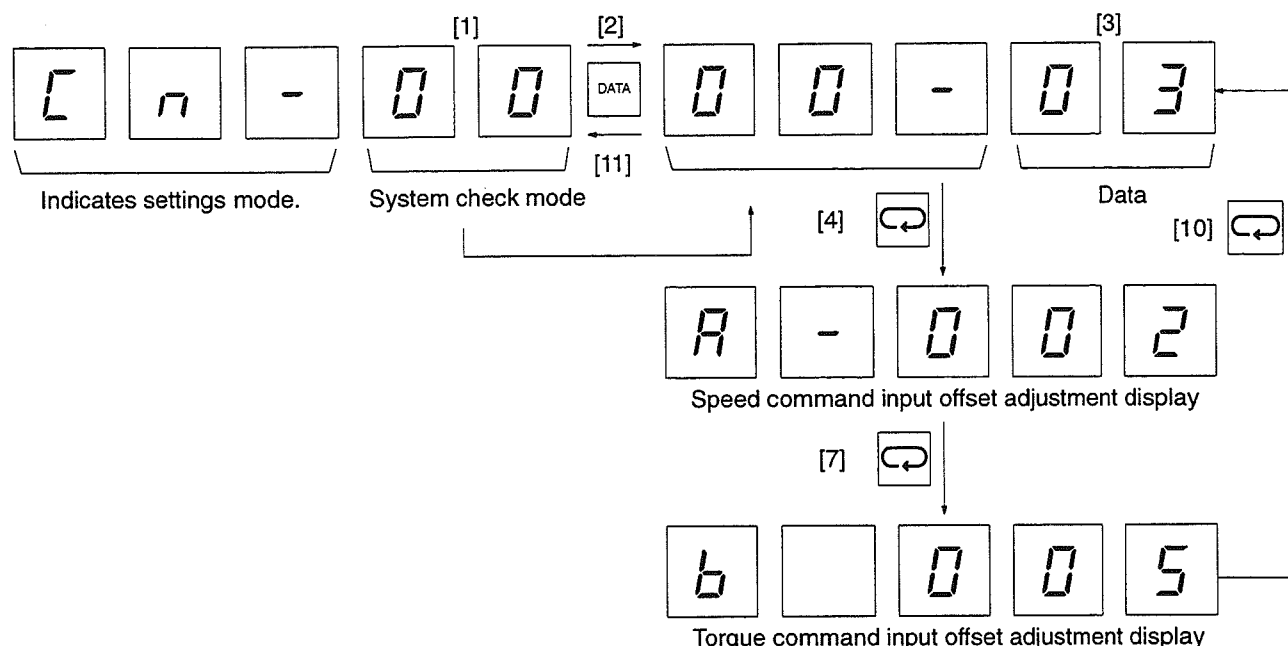 [1] [2] [3]
C n - 0 0 DATA 0 0 - 0 3
[11]
Indicates settings mode. System check mode Data
[4] [10]
A - 0 0 2
Speed command input offset adjustment display
[7]
b 0 0 5
Torque command input offset adjustment display